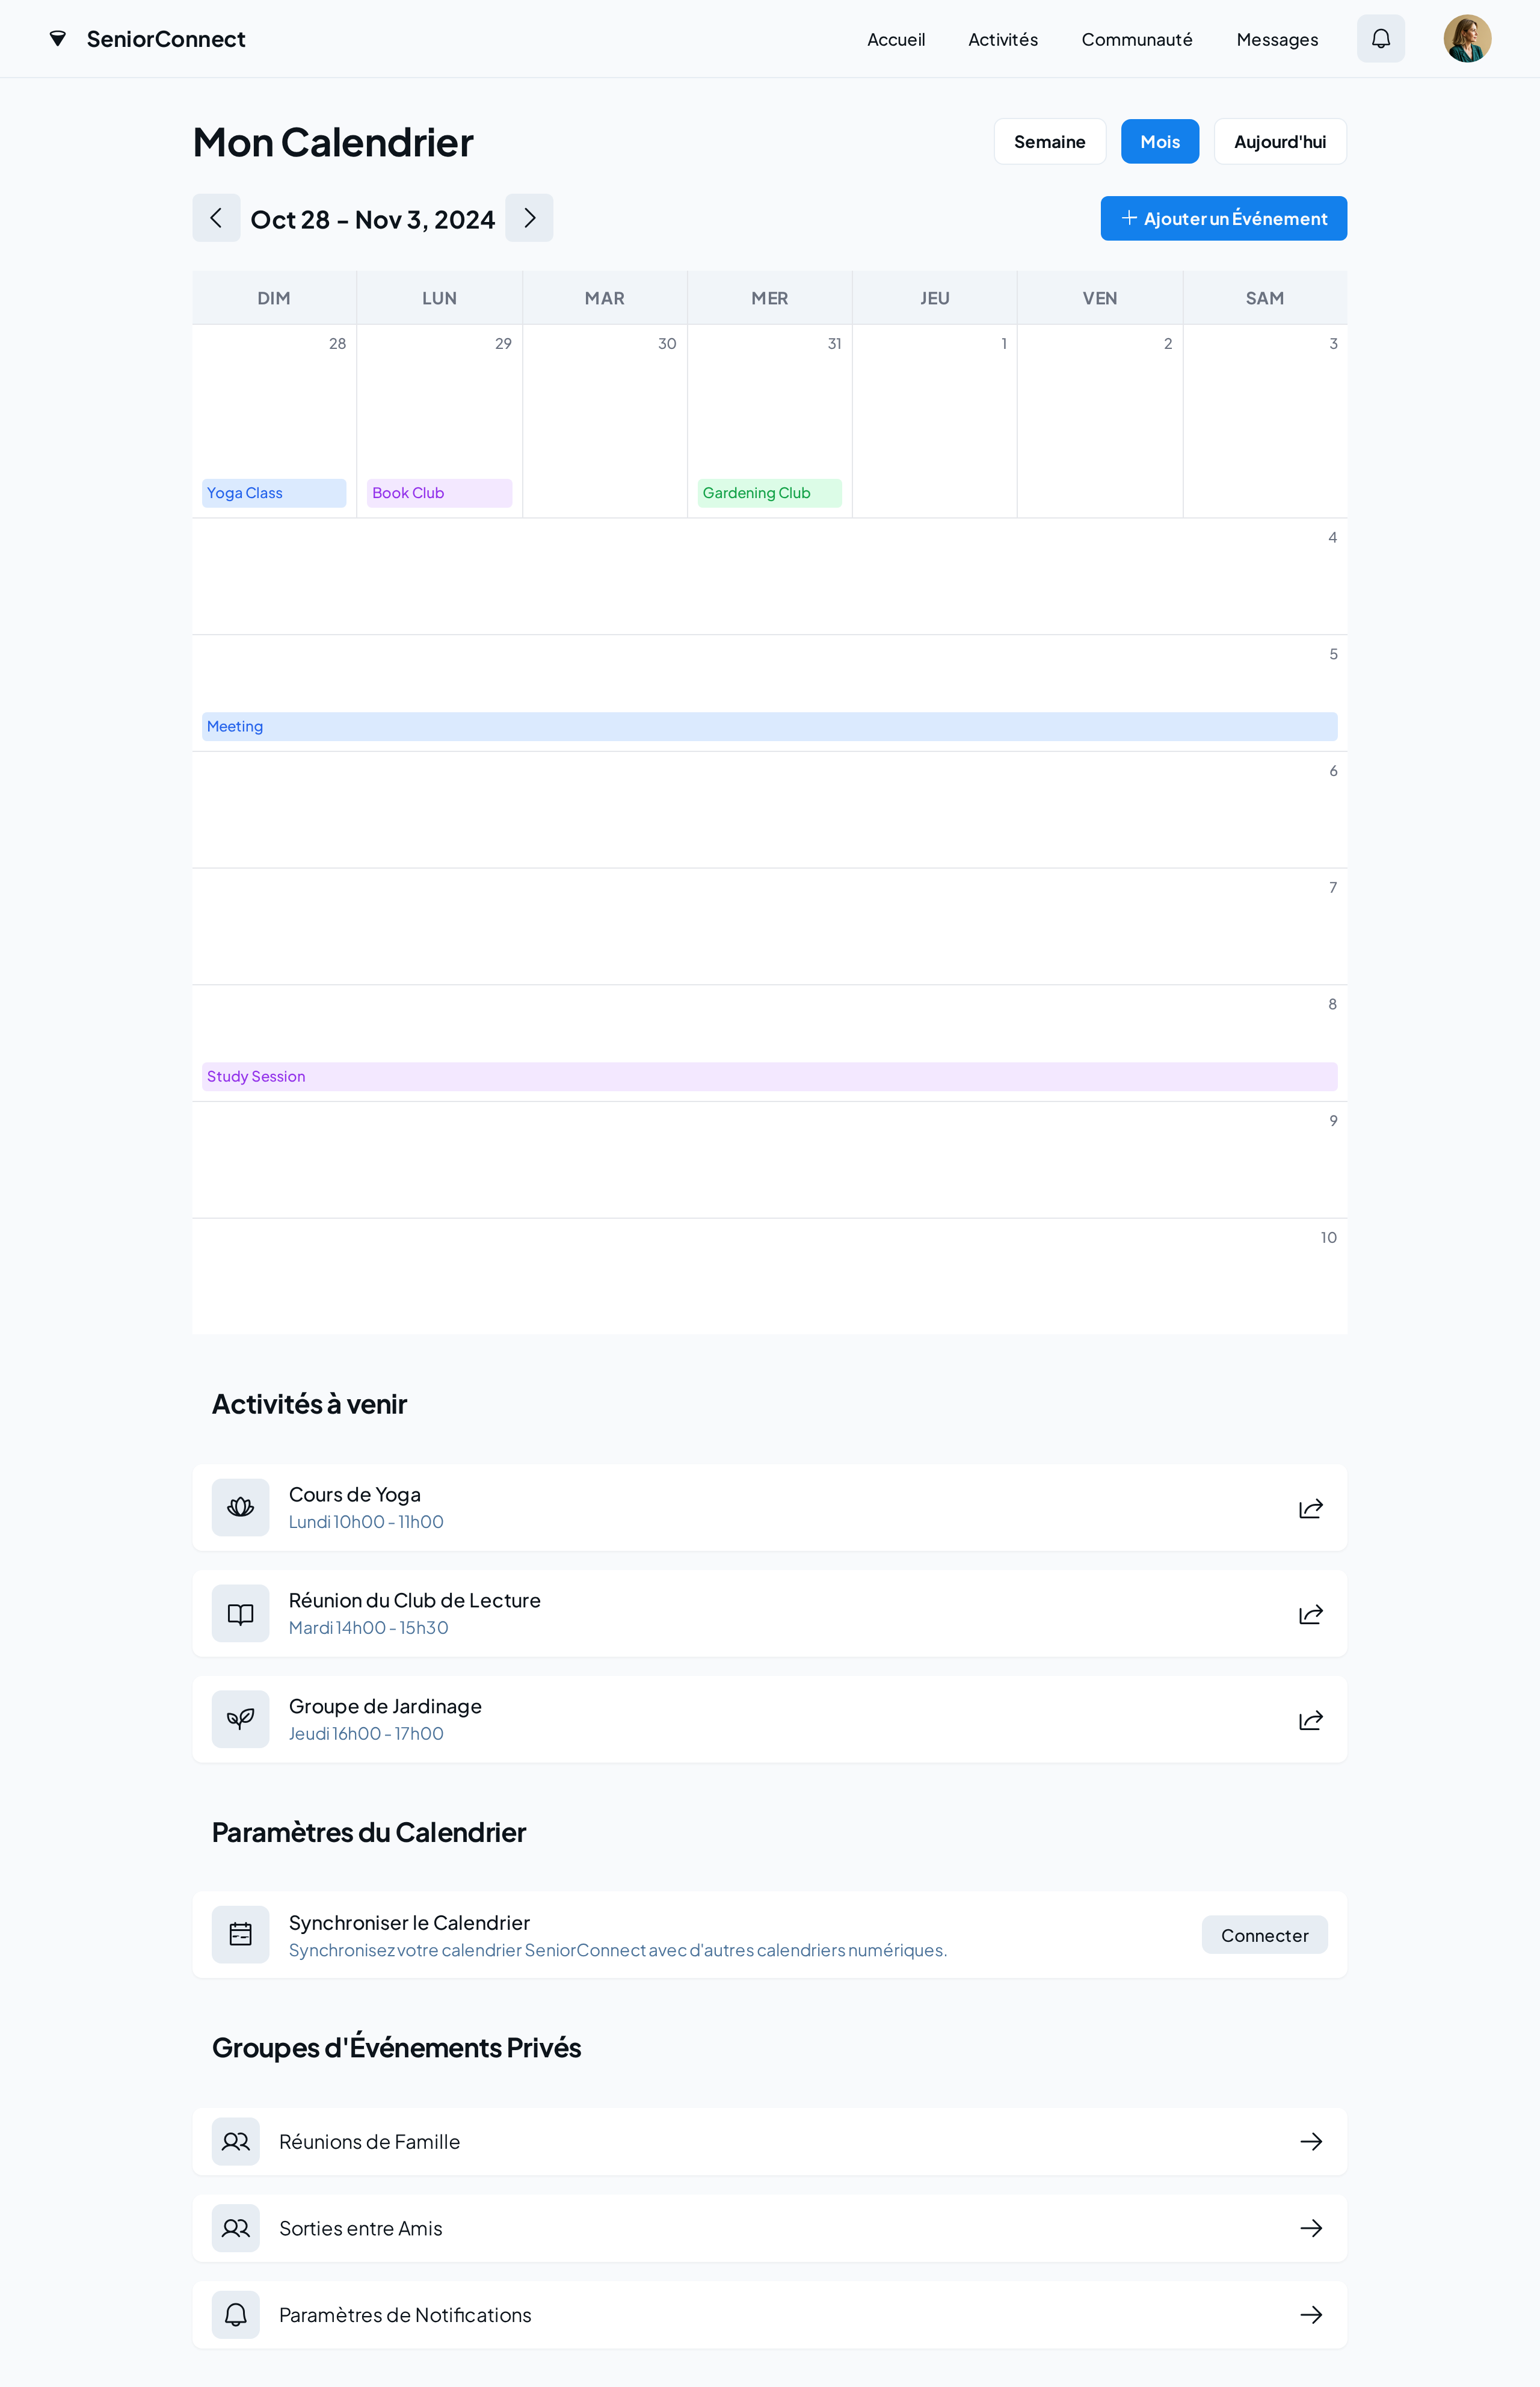 SeniorConnect
Accueil Activités Communauté Messages
Mon Calendrier
Semaine Mois Aujourd'hui
Oct 28 – Nov 3, 2024
Ajouter un Événement
DIM LUN MAR MER JEU VEN SAM
28 29 30 31 1 2 3
Yoga Class Book Club Gardening Club
4
5
Meeting
6
7
8
Study Session
9
10
Activités à venir
Cours de Yoga
Lundi 10h00 - 11h00
Réunion du Club de Lecture
Mardi 14h00 - 15h30
Groupe de Jardinage
Jeudi 16h00 - 17h00
Paramètres du Calendrier
Synchroniser le Calendrier
Synchronisez votre calendrier SeniorConnect avec d'autres calendriers numériques.
Connecter
Groupes d'Événements Privés
Réunions de Famille
Sorties entre Amis
Paramètres de Notifications